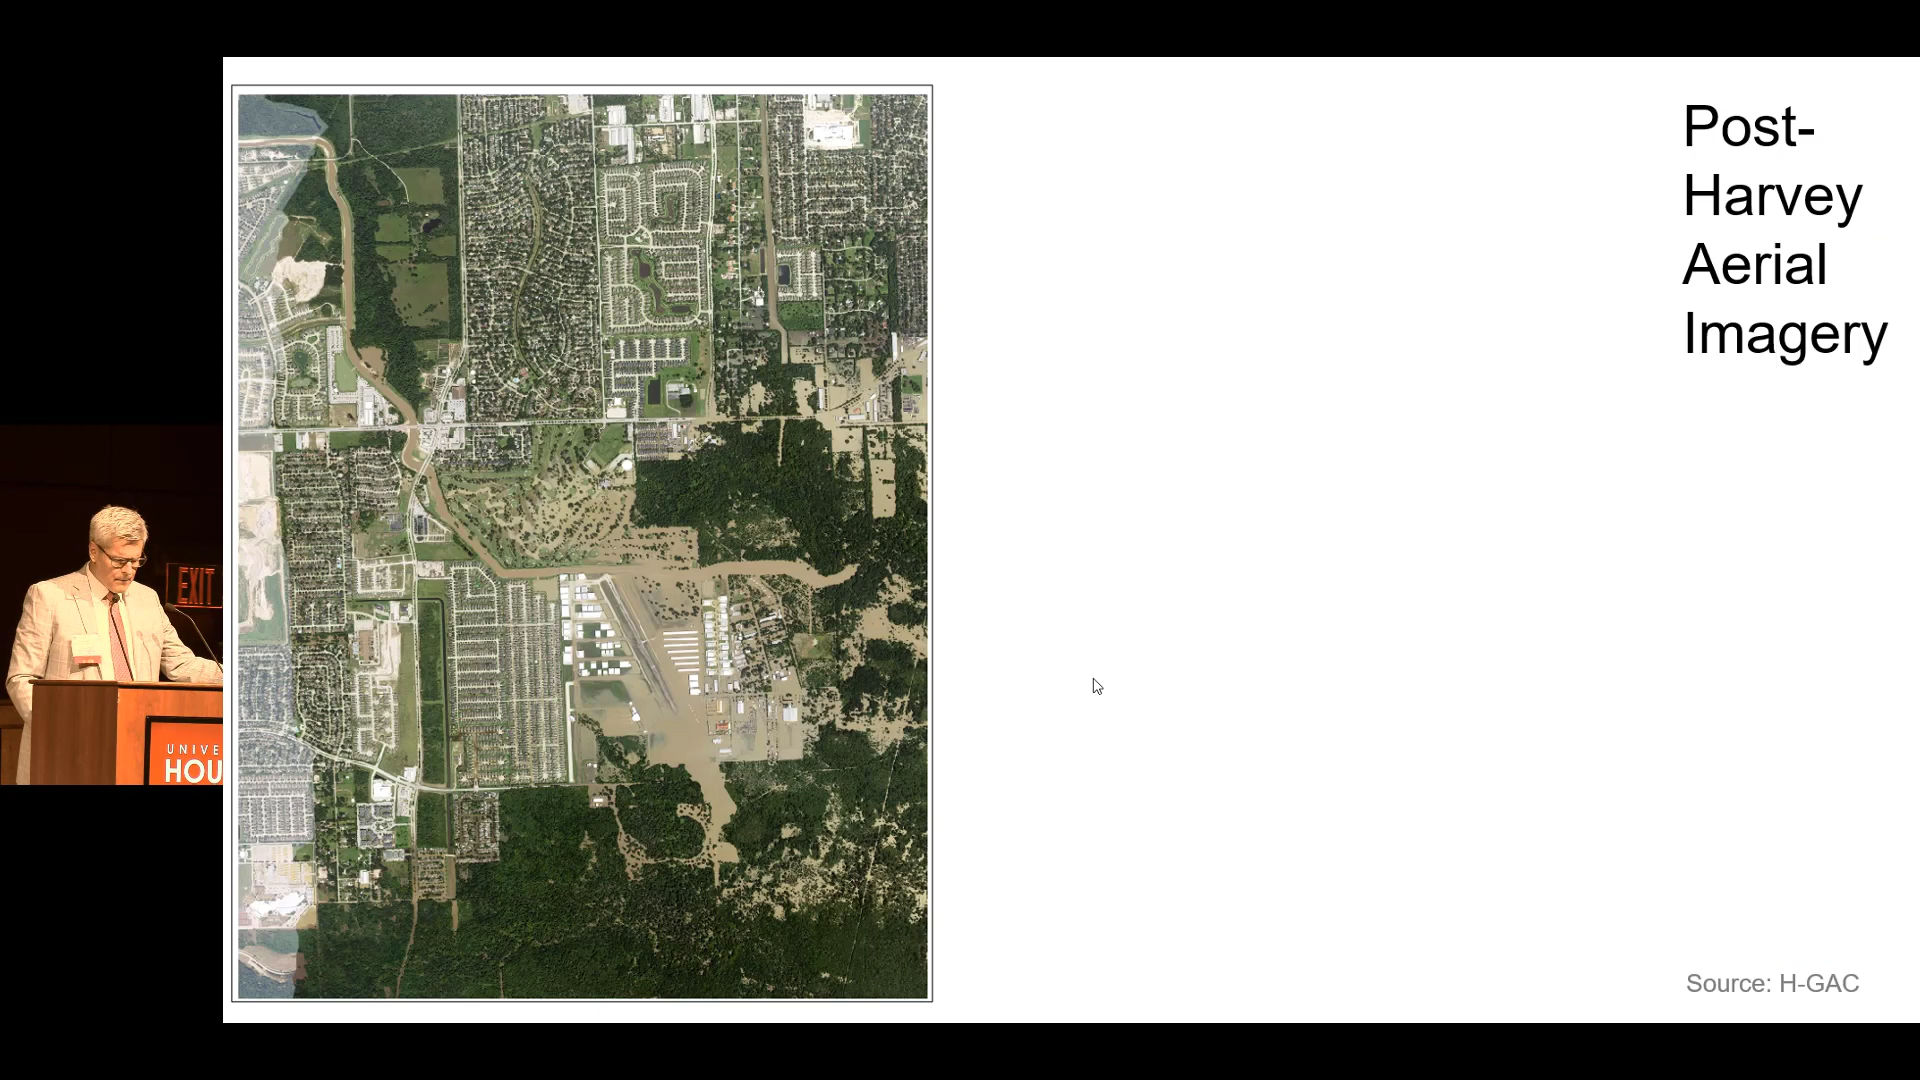 Post-
Harvey
Aerial
Imagery
EXIT
UNIVE
HOU
Source: H-GAC